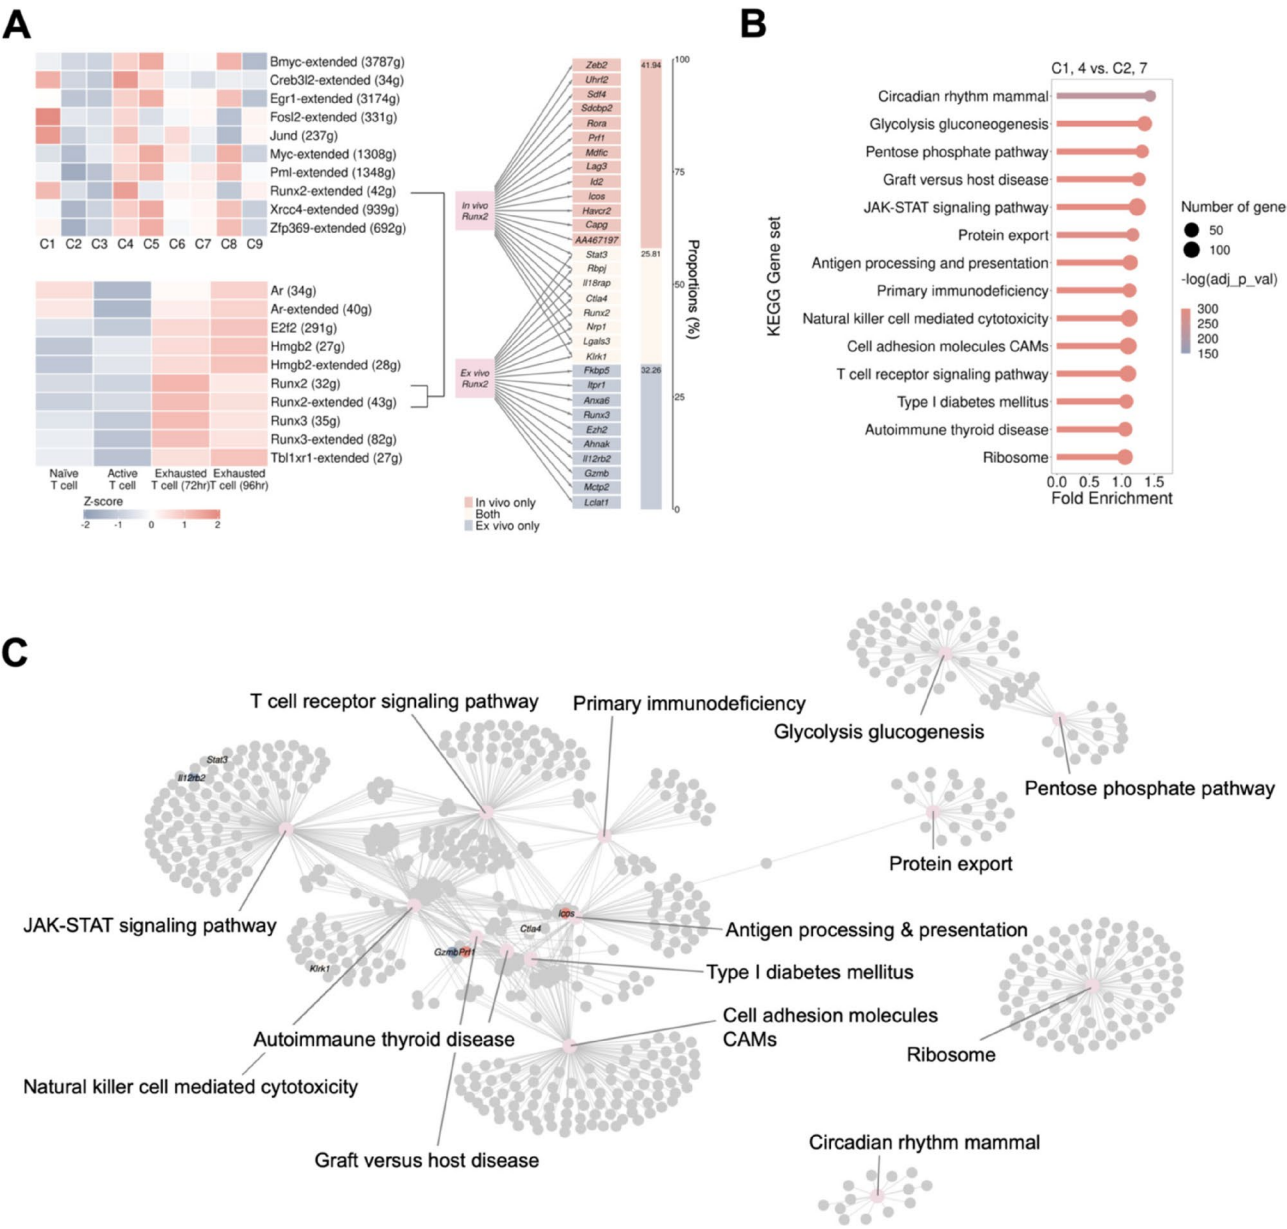 A
Bmyc-extended (3787g)
Creb3l2-extended (34g)
Egr1-extended (3174g)
Fosl2-extended (331g)
Jund (237g)
Myc-extended (1308g)
Pml-extended (1348g)
Runx2-extended (42g)
Xrcc4-extended (939g)
Zfp369-extended (692g)
C1 C2 C3 C4 C5 C6 C7 C8 C9
Ar (34g)
Ar-extended (40g)
E2f2 (291g)
Hmgb2 (27g)
Hmgb2-extended (28g)
Runx2 (32g)
Runx2-extended (43g)
Runx3 (35g)
Runx3-extended (82g)
Tbl1xr1-extended (27g)
Naïve T cell
Active T cell
Exhausted T cell (72hr)
Exhausted T cell (96hr)
Z-score
-2 -1 0 1 2
In vivo
Runx2
Ex vivo
Runx2
Zeb2
Uhrf2
Sdf4
Sdcbp2
Rora
Prf1
Mdfic
Lag3
Id2
Icos
Havcr2
Capg
AA467197
Stat3
Rbpj
Il18rap
Ctla4
Runx2
Nrp1
Lgals3
Klrk1
Fkbp5
Itpr1
Anxa6
Runx3
Ezh2
Ahnak
Il12rb2
Gzmb
Mctp2
Lclat1
41.94
25.81
32.26
100
75
50
25
0
Proportions (%)
In vivo only
Both
Ex vivo only
B
C1, 4 vs. C2, 7
KEGG Gene set
Circadian rhythm mammal
Glycolysis gluconeogenesis
Pentose phosphate pathway
Graft versus host disease
JAK-STAT signaling pathway
Protein export
Antigen processing and presentation
Primary immunodeficiency
Natural killer cell mediated cytotoxicity
Cell adhesion molecules CAMs
T cell receptor signaling pathway
Type I diabetes mellitus
Autoimmune thyroid disease
Ribosome
0.0 0.5 1.0 1.5
Fold Enrichment
Number of gene
50
100
-log(adj_p_val)
300
250
200
150
C
T cell receptor signaling pathway
Primary immunodeficiency
Glycolysis glucogenesis
Pentose phosphate pathway
Stat3
Il12rb2
Protein export
JAK-STAT signaling pathway
Icos
Ctla4
Antigen processing & presentation
Gzmb Prf1
Klrk1
Type I diabetes mellitus
Cell adhesion molecules
CAMs
Autoimmaune thyroid disease
Ribosome
Natural killer cell mediated cytotoxicity
Graft versus host disease
Circadian rhythm mammal